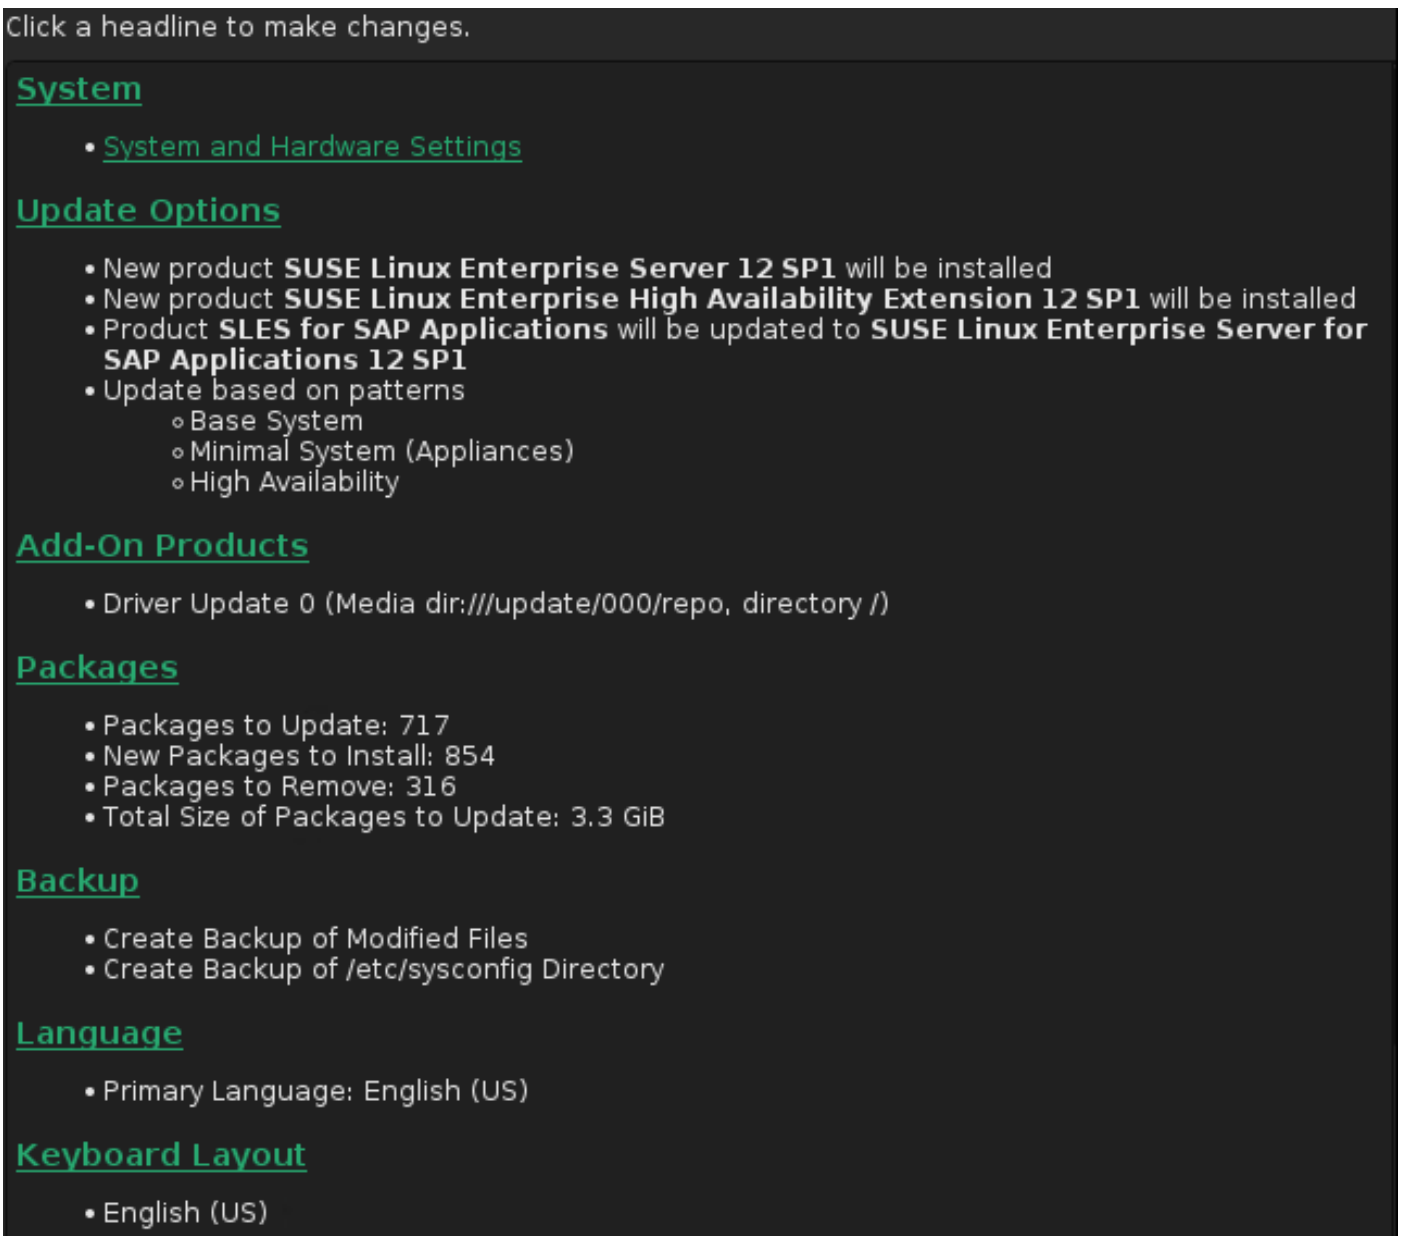 Click a headline to make changes.
System
• System and Hardware Settings
Update Options
• New product SUSE Linux Enterprise Server 12 SP1 will be installed
• New product SUSE Linux Enterprise High Availability Extension 12 SP1 will be installed
• Product SLES for SAP Applications will be updated to SUSE Linux Enterprise Server for
SAP Applications 12 SP1
• Update based on patterns
◦ Base System
◦ Minimal System (Appliances)
◦ High Availability
Add-On Products
• Driver Update 0 (Media dir:///update/000/repo, directory /)
Packages
• Packages to Update: 717
• New Packages to Install: 854
• Packages to Remove: 316
• Total Size of Packages to Update: 3.3 GiB
Backup
• Create Backup of Modified Files
• Create Backup of /etc/sysconfig Directory
Language
• Primary Language: English (US)
Keyboard Layout
• English (US)